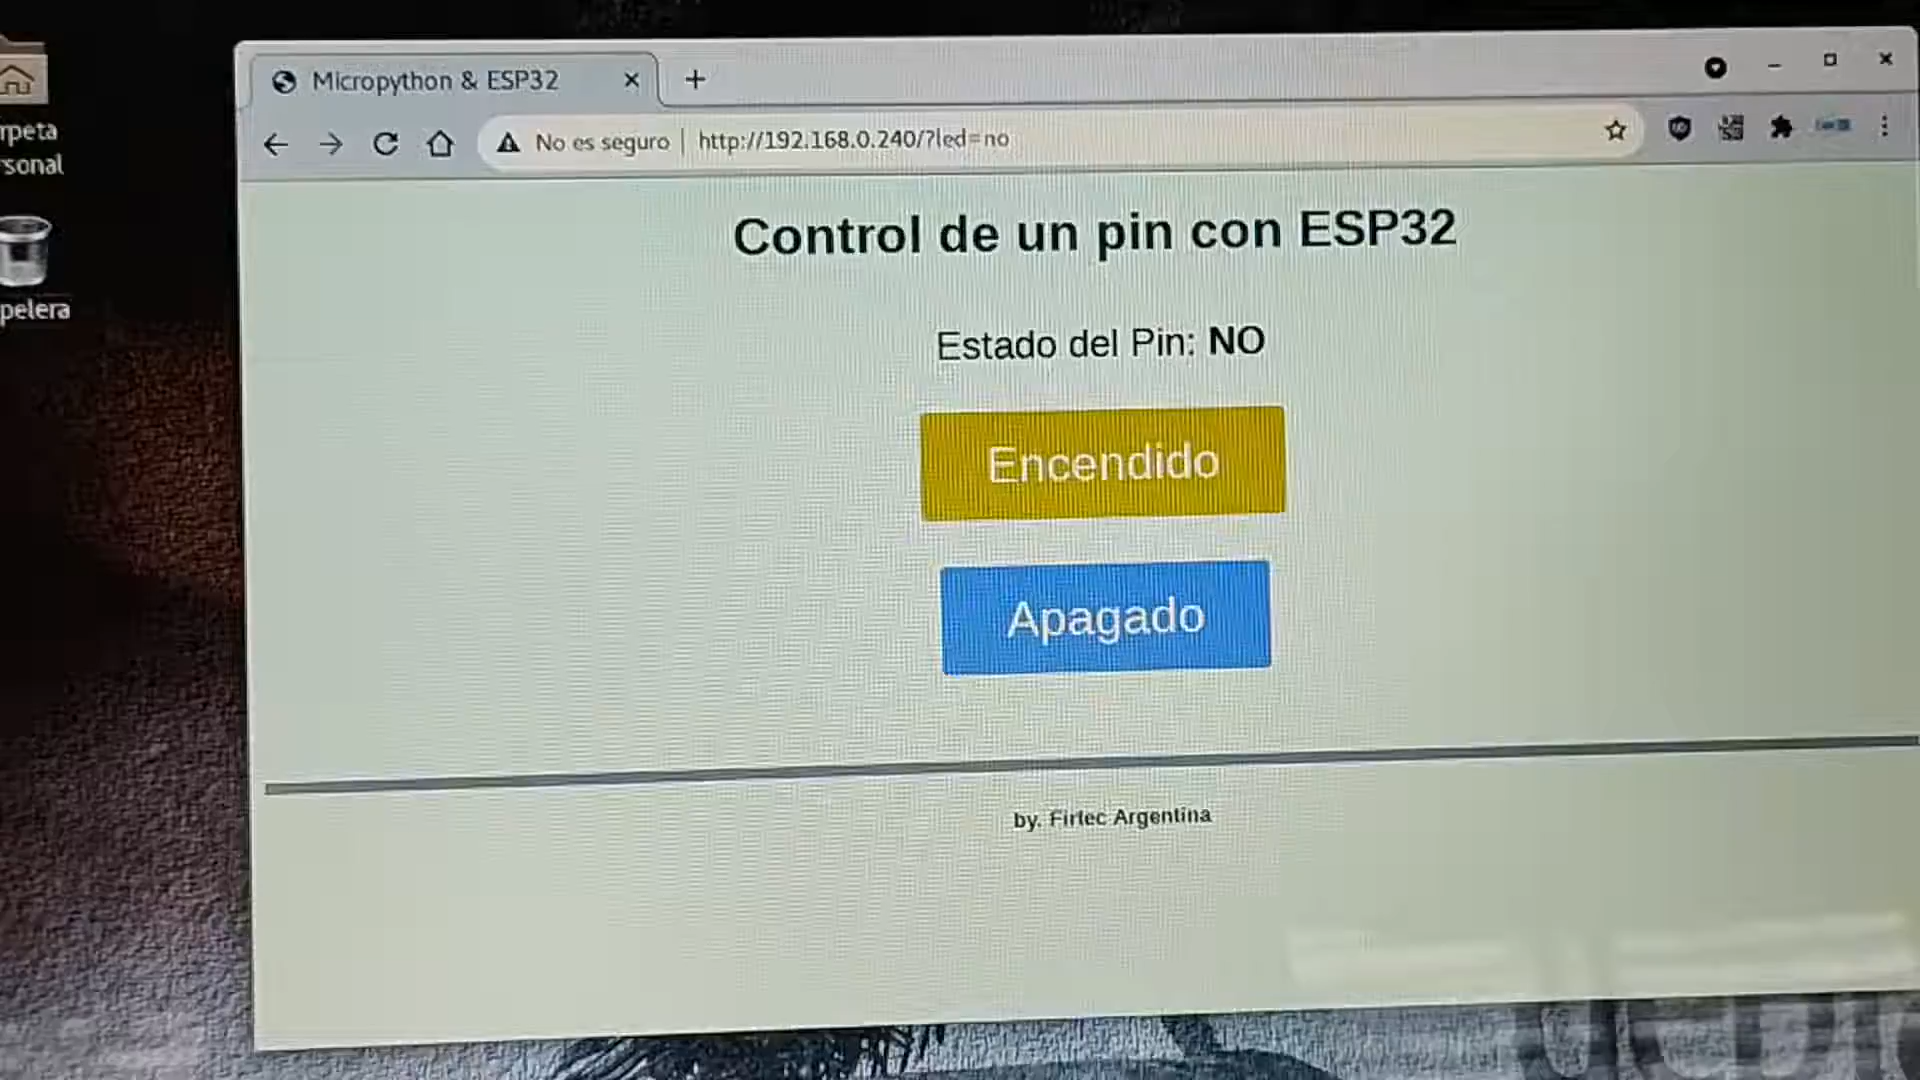 Micropython & ESP32
No es seguro | http://192.168.0.240/?led=no
rpeta
sonal
pelera
Control de un pin con ESP32
Estado del Pin: NO
Encendido
Apagado
by. Firtec Argentina